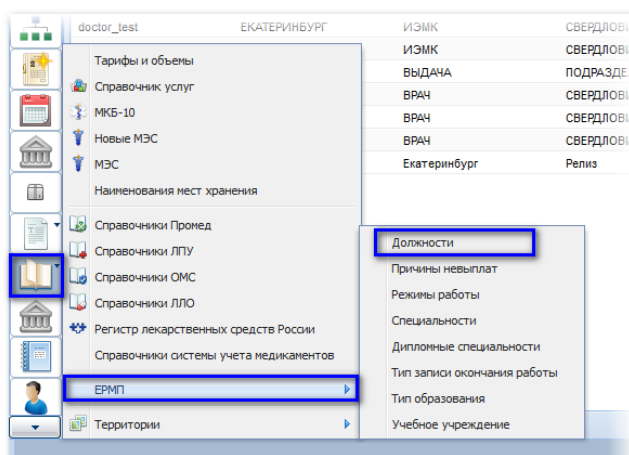 doctor_test ЕКАТЕРИНБУРГ ИЭМК СВЕРДЛОВ
ИЭМК СВЕРДЛОВ
ВЫДАЧА ПОДРАЗДЕ
ВРАЧ СВЕРДЛОВ
ВРАЧ СВЕРДЛОВ
ВРАЧ СВЕРДЛОВ
Екатеринбург Релиз
Тарифы и объемы
Справочник услуг
МКБ-10
Новые МЭС
МЭС
Наименования мест хранения
Справочники Промед
Справочники ЛПУ
Справочники ОМС
Справочники ЛЛО
Регистр лекарственных средств России
Справочники системы учета медикаментов
ЕРМП
Территории
Должности
Причины невыплат
Режимы работы
Специальности
Дипломные специальности
Тип записи окончания работы
Тип образования
Учебное учреждение